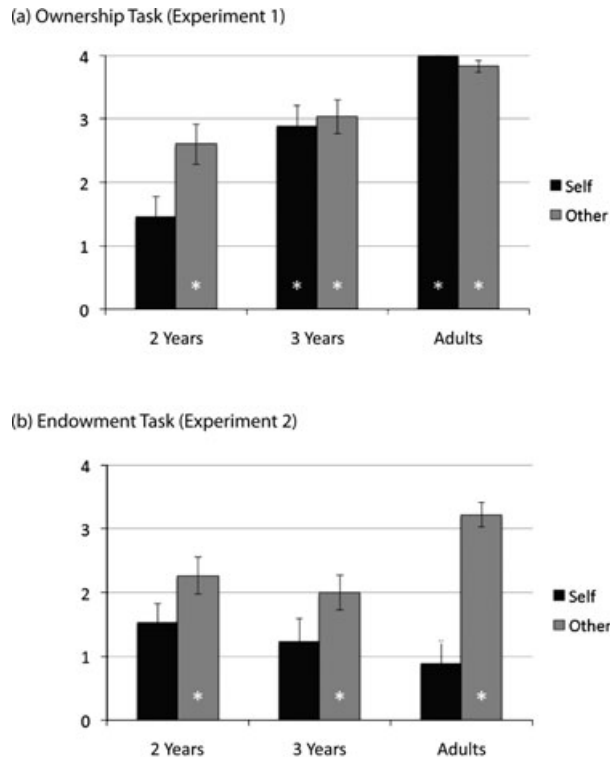 (a) Ownership Task (Experiment 1)
4
3
2
1
0
* * * * *
2 Years 3 Years Adults
Self
Other
(b) Endowment Task (Experiment 2)
4
3
2
1
0
* * *
2 Years 3 Years Adults
Self
Other